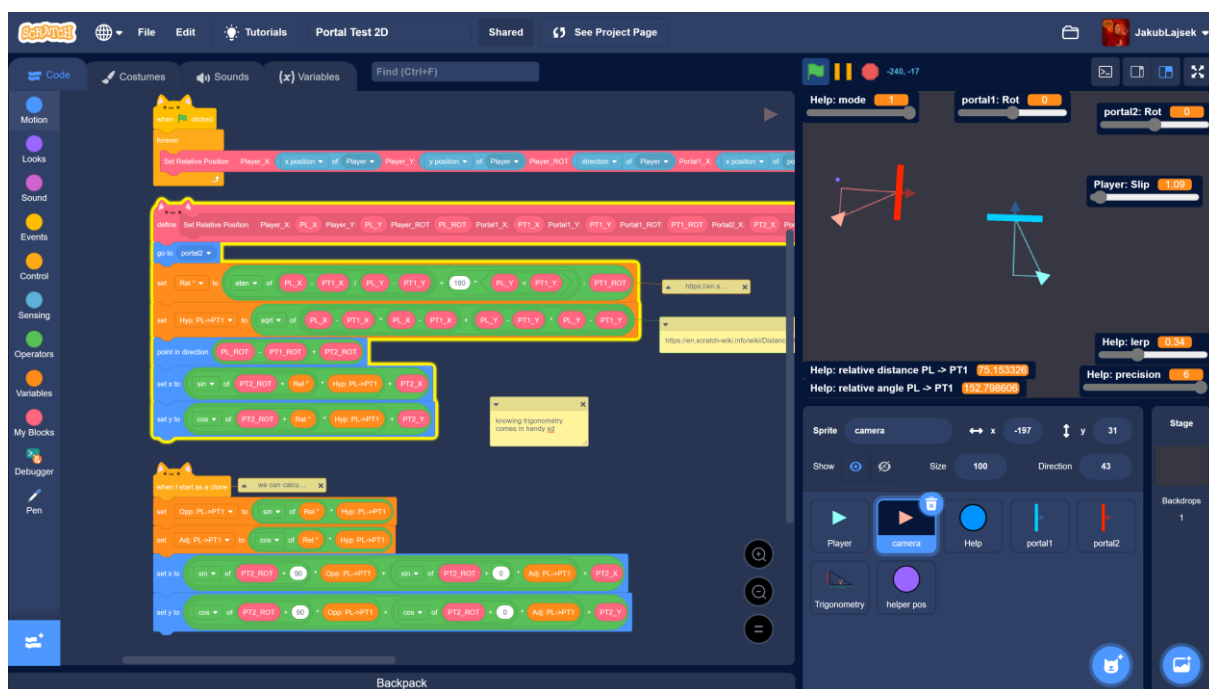 SCRATCH File Edit Tutorials Portal Test 2D Shared See Project Page JakubLajsek
Code Costumes Sounds (x) Variables Find (Ctrl+F) -240, -17
Motion
Looks
Sound
Events
Control
Sensing
Operators
Variables
My Blocks
Debugger
Pen
when clicked
forever
Set Relative Position Player_X: x position of Player Player_Y: y position of Player Player_ROT direction of Player Portal1_X: x position of po
define Set Relative Position Player_X: PL_X Player_Y: PL_Y Player_ROT PL_ROT: Portal1_X: PT1_X Portal1_Y: PT1_Y Portal1_ROT: PT1_ROT Portal2_X PT2_X Po
go to portal2
set Rel:° to atan of PL_X - PT1_X / PL_Y - PT1_Y + 180 * PL_Y < PT1_Y - PT1_ROT
https://en.s...
set Hyp: PL->PT1 to sqrt of PL_X - PT1_X * PL_X - PT1_X + PL_Y - PT1_Y * PL_Y - PT1_Y
https://en.scratch-wiki.info/wiki/Distanc
point in direction PL_ROT: - PT1_ROT + PT2_ROT
set x to sin of PT2_ROT + Rel:° * Hyp: PL->PT1 + PT2_X
set y to cos of PT2_ROT + Rel:° * Hyp: PL->PT1 + PT2_Y
knowing trigonometry
comes in handy xd
when I start as a clone
we can calcu...
set Opp: PL->PT1 to sin of Rel:° * Hyp: PL->PT1
set Adj: PL->PT1 to cos of Rel:° * Hyp: PL->PT1
set x to sin of PT2_ROT + 90 * Opp: PL->PT1 + sin of PT2_ROT + 0 * Adj: PL->PT1 + PT2_X
set y to cos of PT2_ROT + 90 * Opp: PL->PT1 + cos of PT2_ROT + 0 * Adj: PL->PT1 + PT2_Y
Backpack
Help: mode 1
portal1: Rot 0
portal2: Rot 0
Player: Slip 1.09
Help: lerp 0.34
Help: relative distance PL -> PT1 75.153326
Help: relative angle PL -> PT1 152.798606
Help: precision 6
Sprite camera x -197 y 31
Show Size 100 Direction 43
Player camera Help portal1 portal2
Trigonometry helper pos
Stage
Backdrops
1